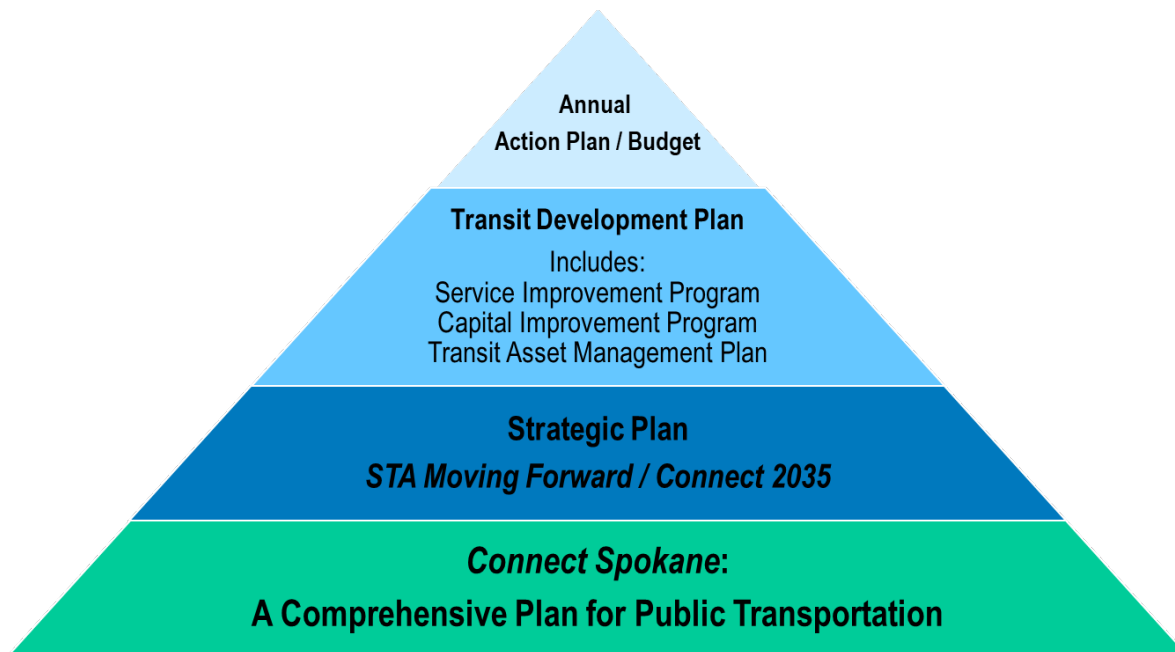 Annual
Action Plan / Budget
Transit Development Plan
Includes:
Service Improvement Program
Capital Improvement Program
Transit Asset Management Plan
Strategic Plan
STA Moving Forward / Connect 2035
Connect Spokane:
A Comprehensive Plan for Public Transportation